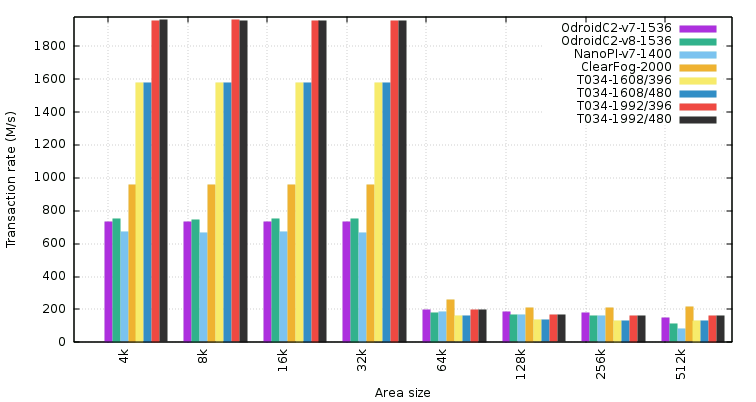 OdroidC2-v7-1536
OdroidC2-v8-1536
NanoPI-v7-1400
ClearFog-2000
T034-1608/396
T034-1608/480
T034-1992/396
T034-1992/480
Transaction rate (M/s)
1800
1600
1400
1200
1000
800
600
400
200
0
4k
8k
16k
32k
64k
128k
256k
512k
Area size